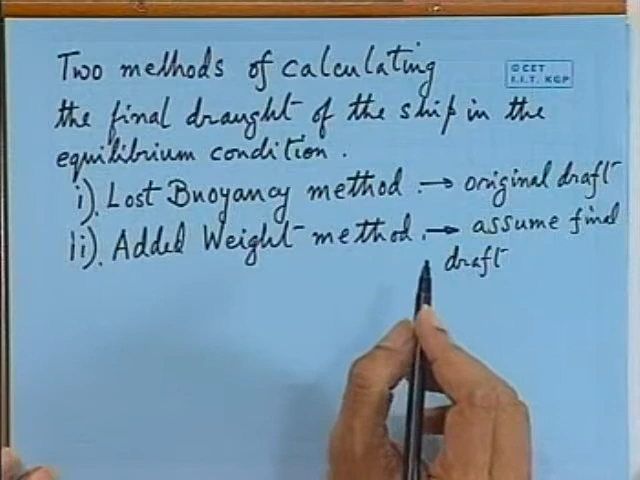 Two methods of calculating
©CET
I.I.T. KGP
the final draught of the ship in the
equilibrium condition.
i). Lost Buoyancy method. → original draft
ii). Added Weight method. → assume final
draft